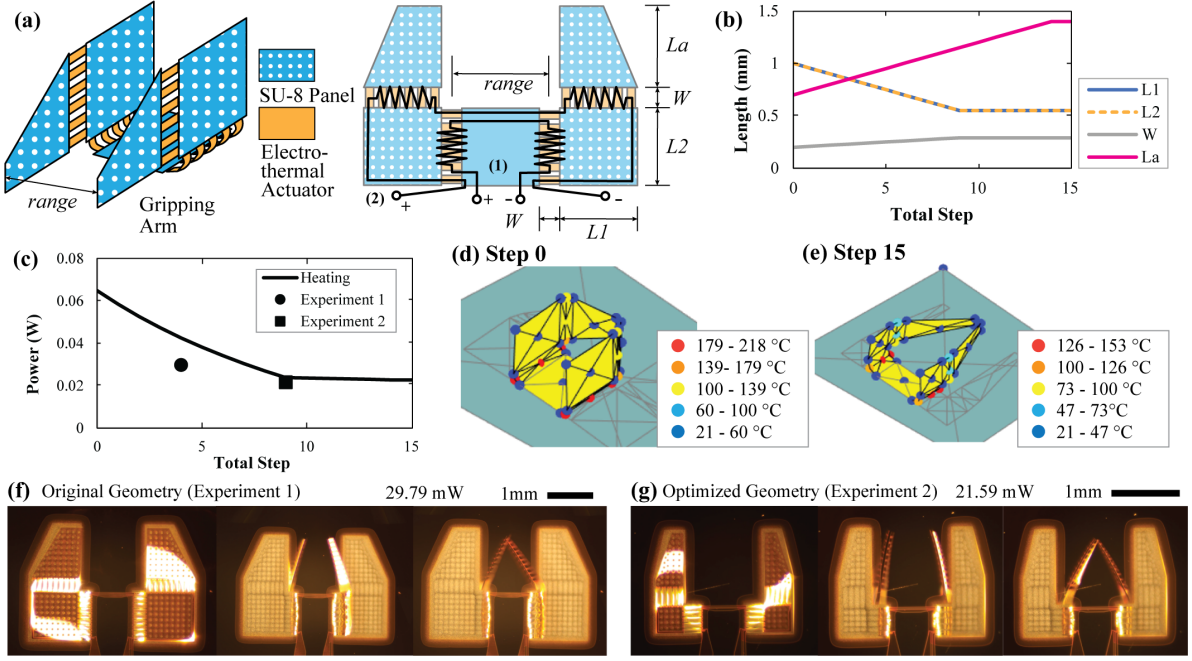 (a)
range
Gripping
Arm
SU-8 Panel
Electro-
thermal
Actuator
range
La
W
L2
(1)
(2)
+
+
-
-
W
L1
(b)
Length (mm)
1.5
1
0.5
0
0
5
10
15
Total Step
L1
L2
W
La
(c)
Power (W)
0.08
0.06
0.04
0.02
0
0
5
10
15
Total Step
Heating
Experiment 1
Experiment 2
(d) Step 0
179 - 218 °C
139- 179 °C
100 - 139 °C
60 - 100 °C
21 - 60 °C
(e) Step 15
126 - 153 °C
100 - 126 °C
73 - 100 °C
47 - 73°C
21 - 47 °C
(f) Original Geometry (Experiment 1) 29.79 mW 1mm
(g) Optimized Geometry (Experiment 2) 21.59 mW 1mm